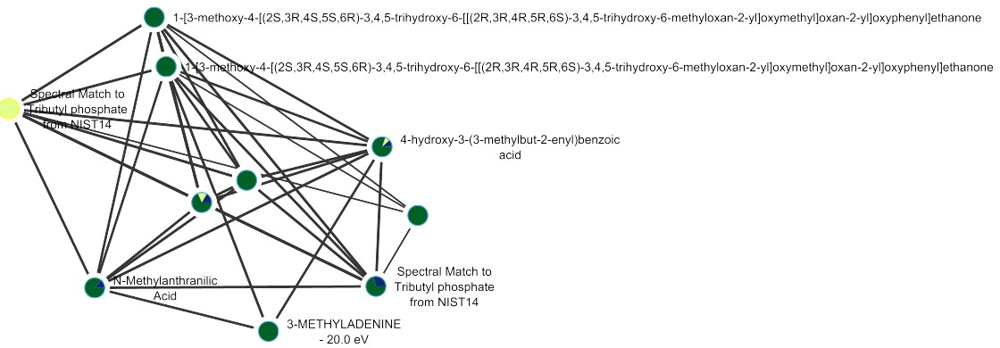 1-[3-methoxy-4-[(2S,3R,4S,5S,6R)-3,4,5-trihydroxy-6-[[(2R,3R,4R,5R,6S)-3,4,5-trihydroxy-6-methyloxan-2-yl]oxymethyl]oxan-2-yl]oxyphenyl]ethanone
1-[3-methoxy-4-[(2S,3R,4S,5S,6R)-3,4,5-trihydroxy-6-[[(2R,3R,4R,5R,6S)-3,4,5-trihydroxy-6-methyloxan-2-yl]oxymethyl]oxan-2-yl]oxyphenyl]ethanone
Spectral Match to
Tributyl phosphate
from NIST14
4-hydroxy-3-(3-methylbut-2-enyl)benzoic
acid
N-Methylanthranilic
Acid
Spectral Match to
Tributyl phosphate
from NIST14
3-METHYLADENINE
- 20.0 eV